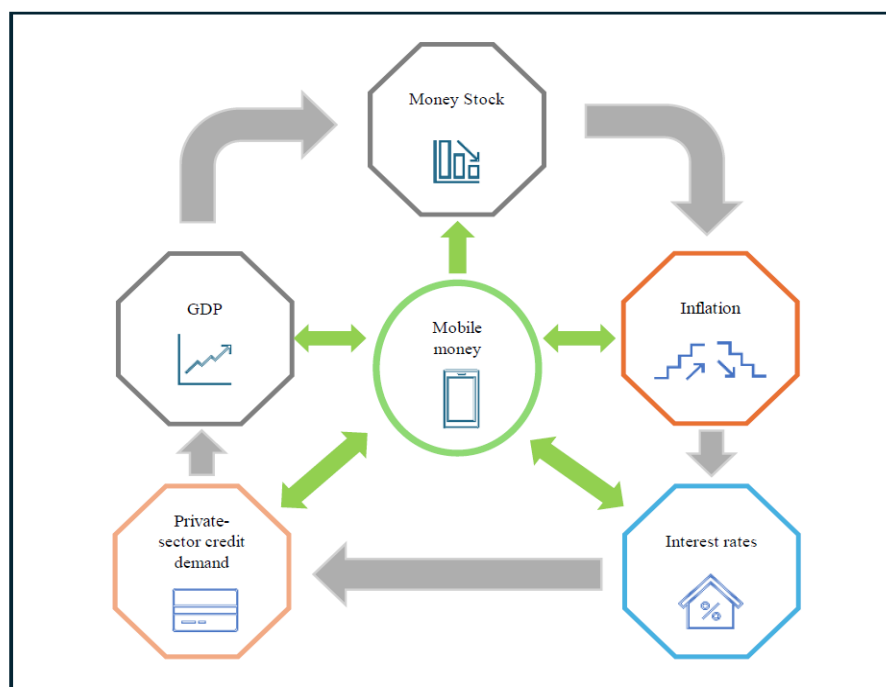 Money Stock
GDP
Mobile
money
Inflation
Private-
sector credit
demand
Interest rates
%